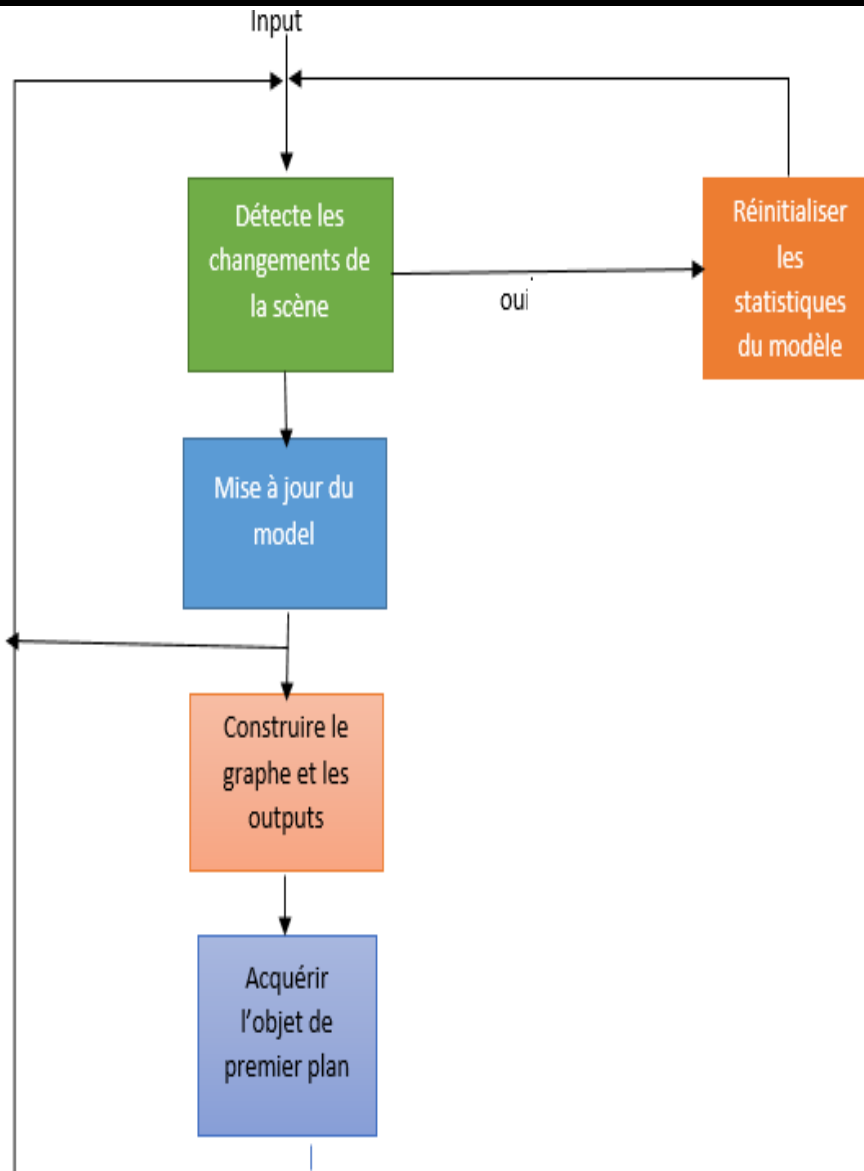 Input
Détecte les
changements de
la scène
oui
Réinitialiser
les
statistiques
du modèle
Mise à jour du
model
Construire le
graphe et les
outputs
Acquérir
l'objet de
premier plan